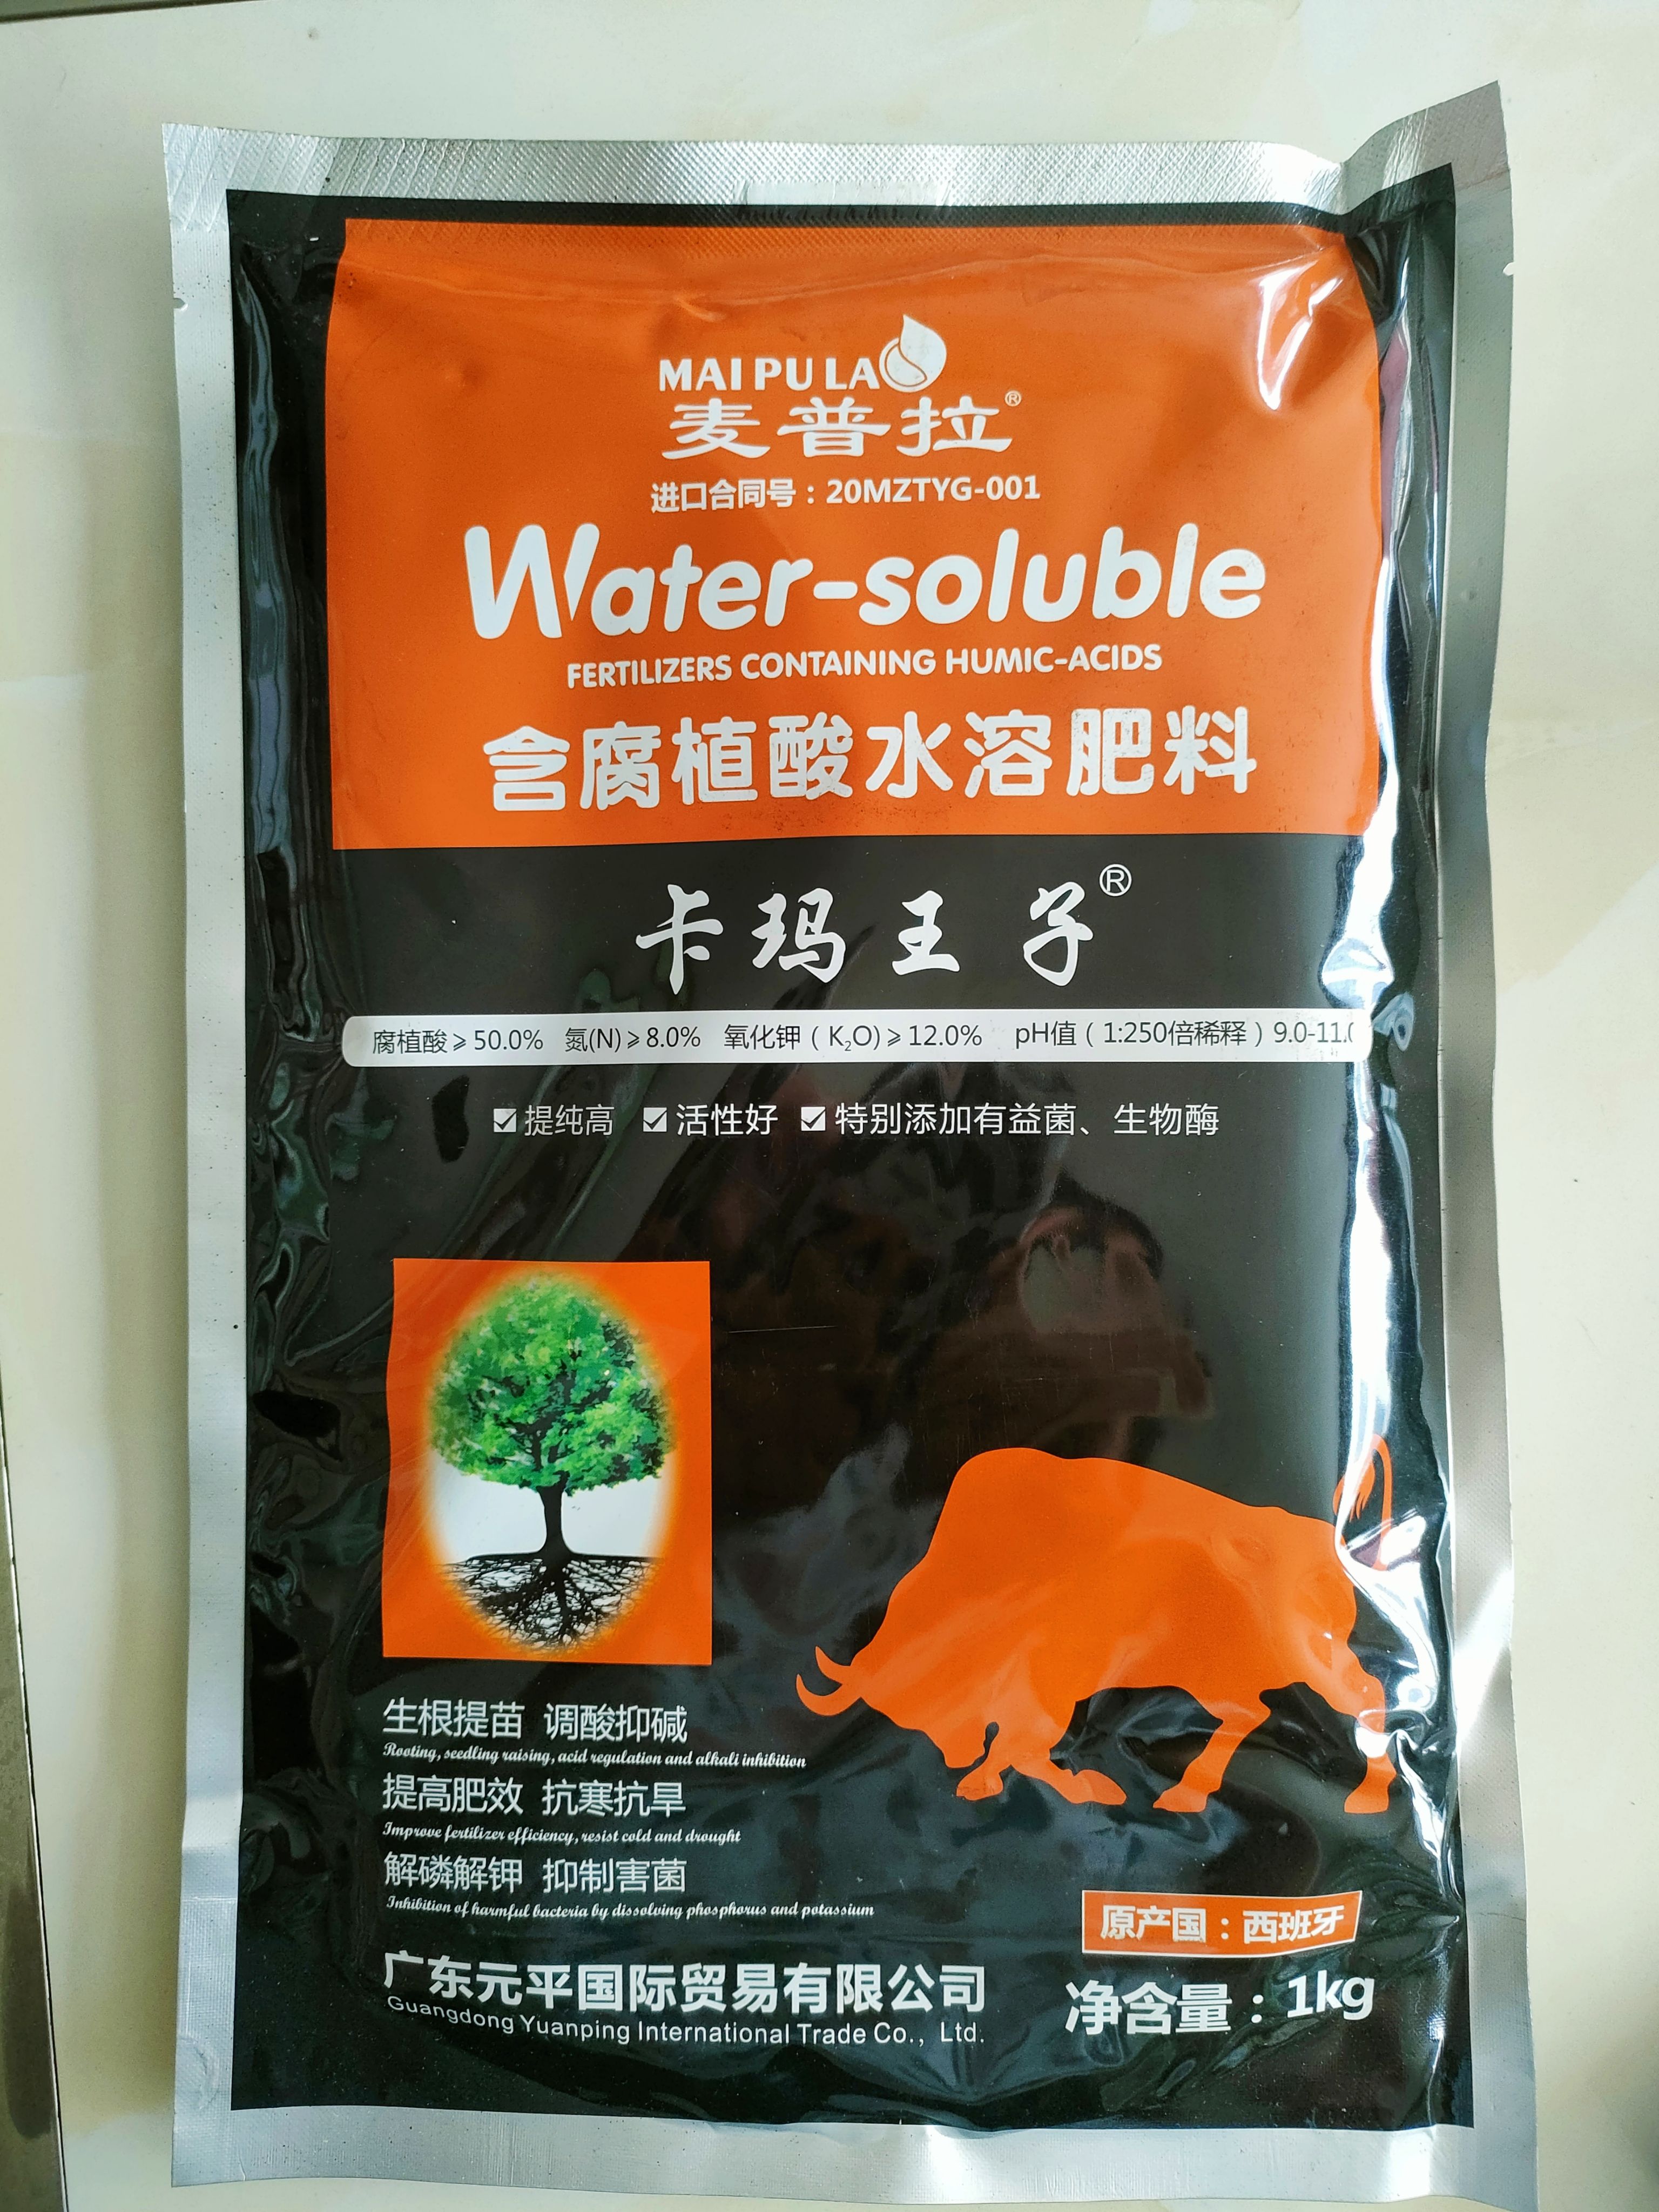 MAIPULA
麦普拉®
进口合同号：20MZTYG-001
Water-soluble
FERTILIZERS CONTAINING HUMIC-ACIDS
含腐植酸水溶肥料
卡玛王子®
腐植酸≥50.0% 氮(N)≥8.0% 氧化钾（K₂O)≥12.0% pH值（1:250倍稀释）9.0-11.0
☑提纯高 ☑活性好 ☑特别添加有益菌、生物酶
生根提苗 调酸抑碱
Rooting, seedling raising, acid regulation and alkali inhibition
提高肥效 抗寒抗旱
Improve fertilizer efficiency, resist cold and drought
解磷解钾 抑制害菌
Inhibition of harmful bacteria by dissolving phosphorus and potassium
原产国：西班牙
广东元平国际贸易有限公司
Guangdong Yuanping International Trade Co., Ltd.
净含量：1kg